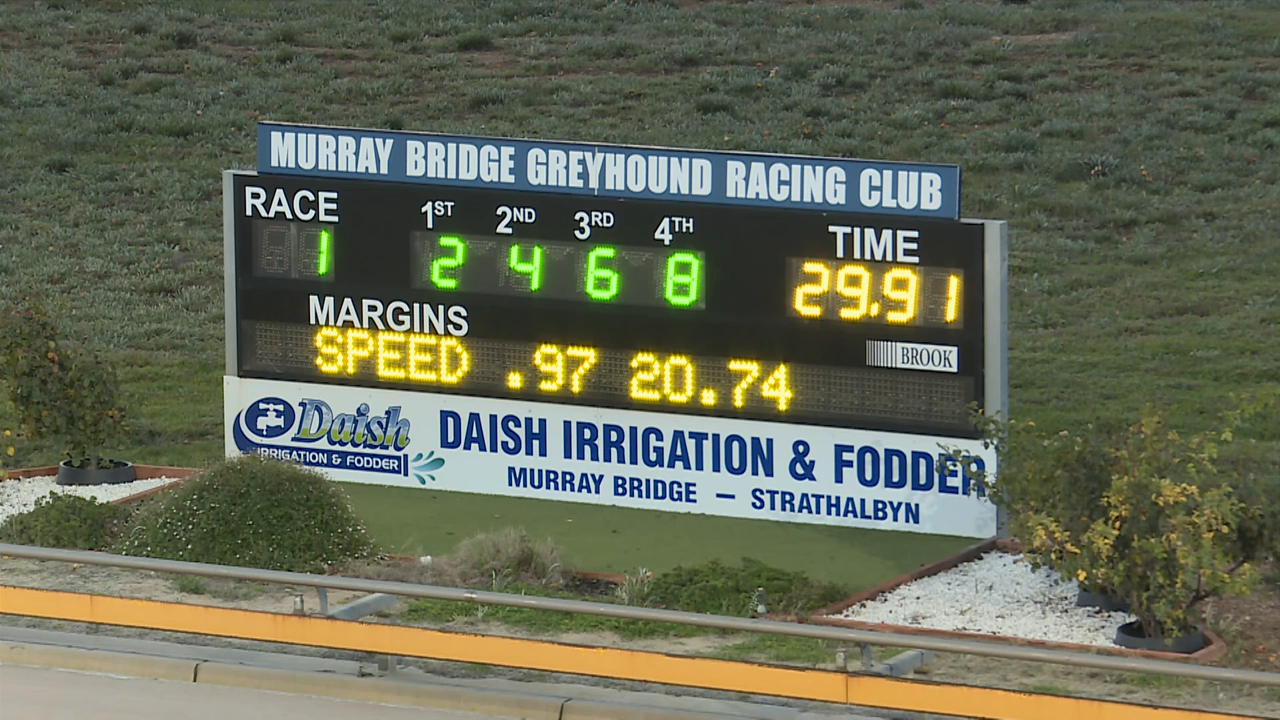 MURRAY BRIDGE GREYHOUND RACING CLUB
RACE 1ST 2ND 3RD 4TH TIME
1 2 4 6 8 29.91
MARGINS
SPEED .97 20.74
BROOK
Daish
IRRIGATION & FODDER
DAISH IRRIGATION & FODDER
MURRAY BRIDGE – STRATHALBYN